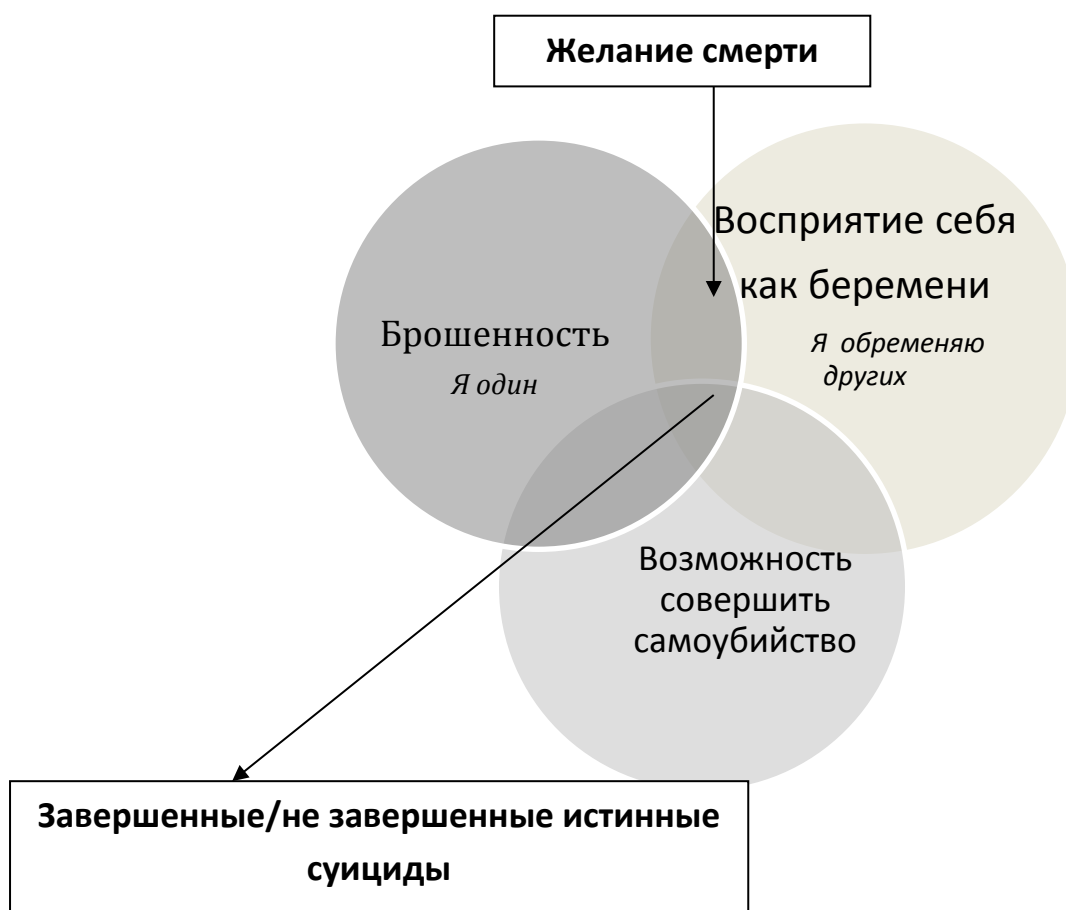 Желание смерти
Восприятие себя
как беремени
Я обременяю
других
Брошенность
Я один
Возможность
совершить
самоубийство
Завершенные/не завершенные истинные
суициды